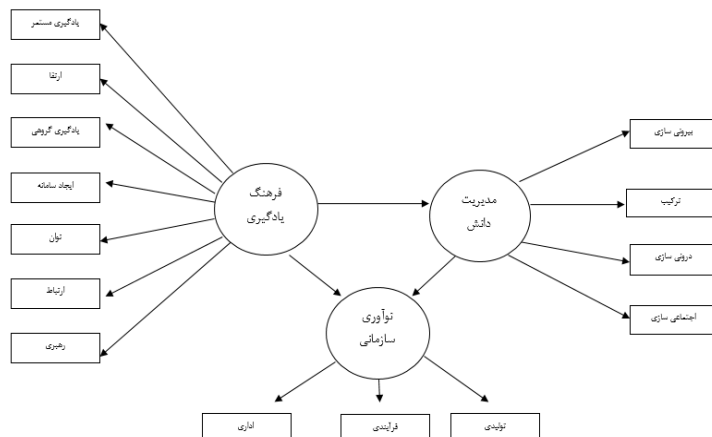 یادگیری مستمر
ارتقا
یادگیری گروهی
ایجاد سامانه
توان
ارتباط
رهبری
فرهنگ
یادگیری
مدیریت
دانش
نوآوری
سازمانی
بیرونی سازی
ترکیب
درونی سازی
اجتماعی سازی
تولیدی
فرآیندی
اداری